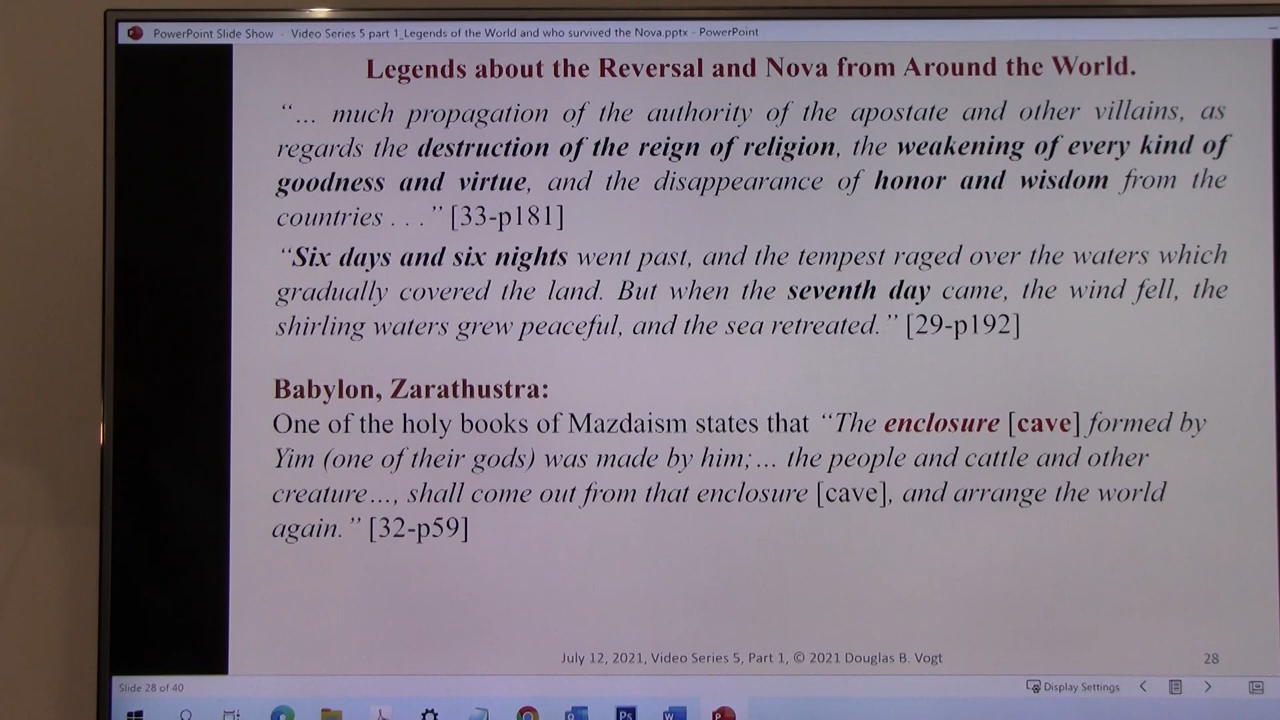 PowerPoint Slide Show - Video Series 5 part 1_Legends of the World and who survived the Nova.pptx - PowerPoint
Legends about the Reversal and Nova from Around the World.
“... much propagation of the authority of the apostate and other villains, as
regards the destruction of the reign of religion, the weakening of every kind of
goodness and virtue, and the disappearance of honor and wisdom from the
countries . . .” [33-p181]
“Six days and six nights went past, and the tempest raged over the waters which
gradually covered the land. But when the seventh day came, the wind fell, the
shirling waters grew peaceful, and the sea retreated.” [29-p192]
Babylon, Zarathustra:
One of the holy books of Mazdaism states that “The enclosure [cave] formed by
Yim (one of their gods) was made by him;... the people and cattle and other
creature..., shall come out from that enclosure [cave], and arrange the world
again.” [32-p59]
July 12, 2021, Video Series 5, Part 1, © 2021 Douglas B. Vogt
28
Slide 28 of 40
Display Settings